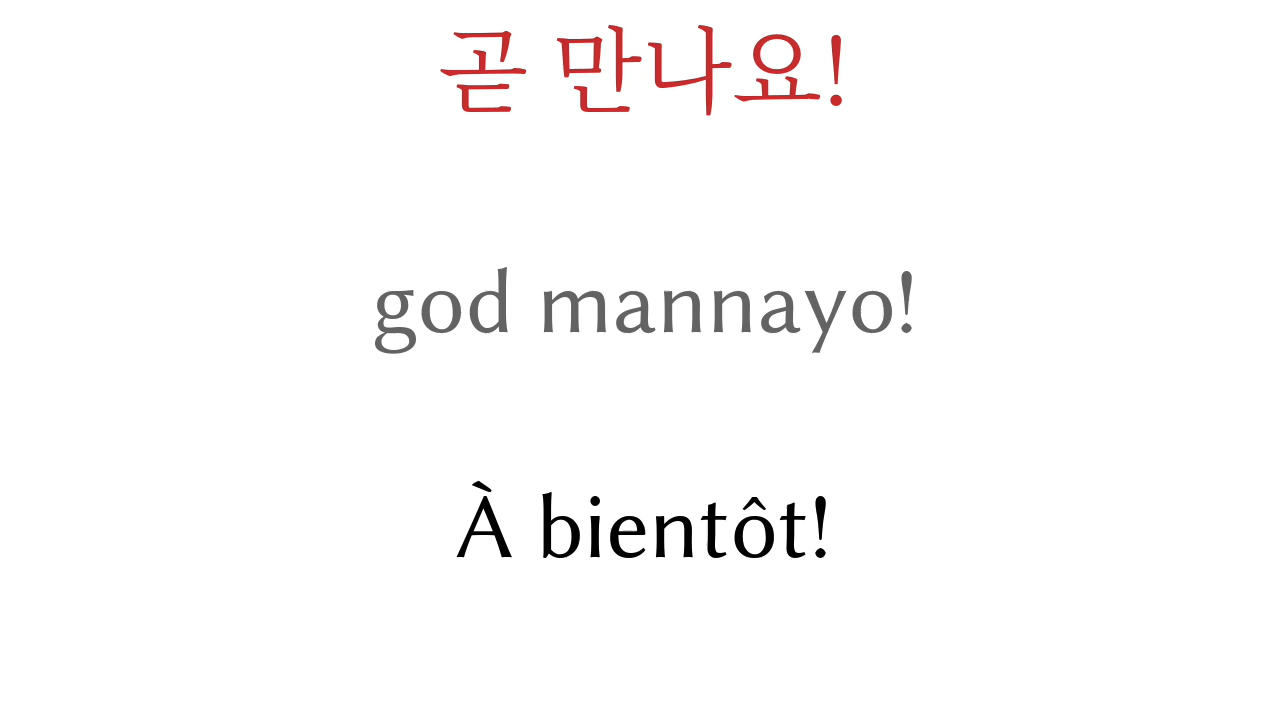 곧 만나요!
god mannayo!
À bientôt!